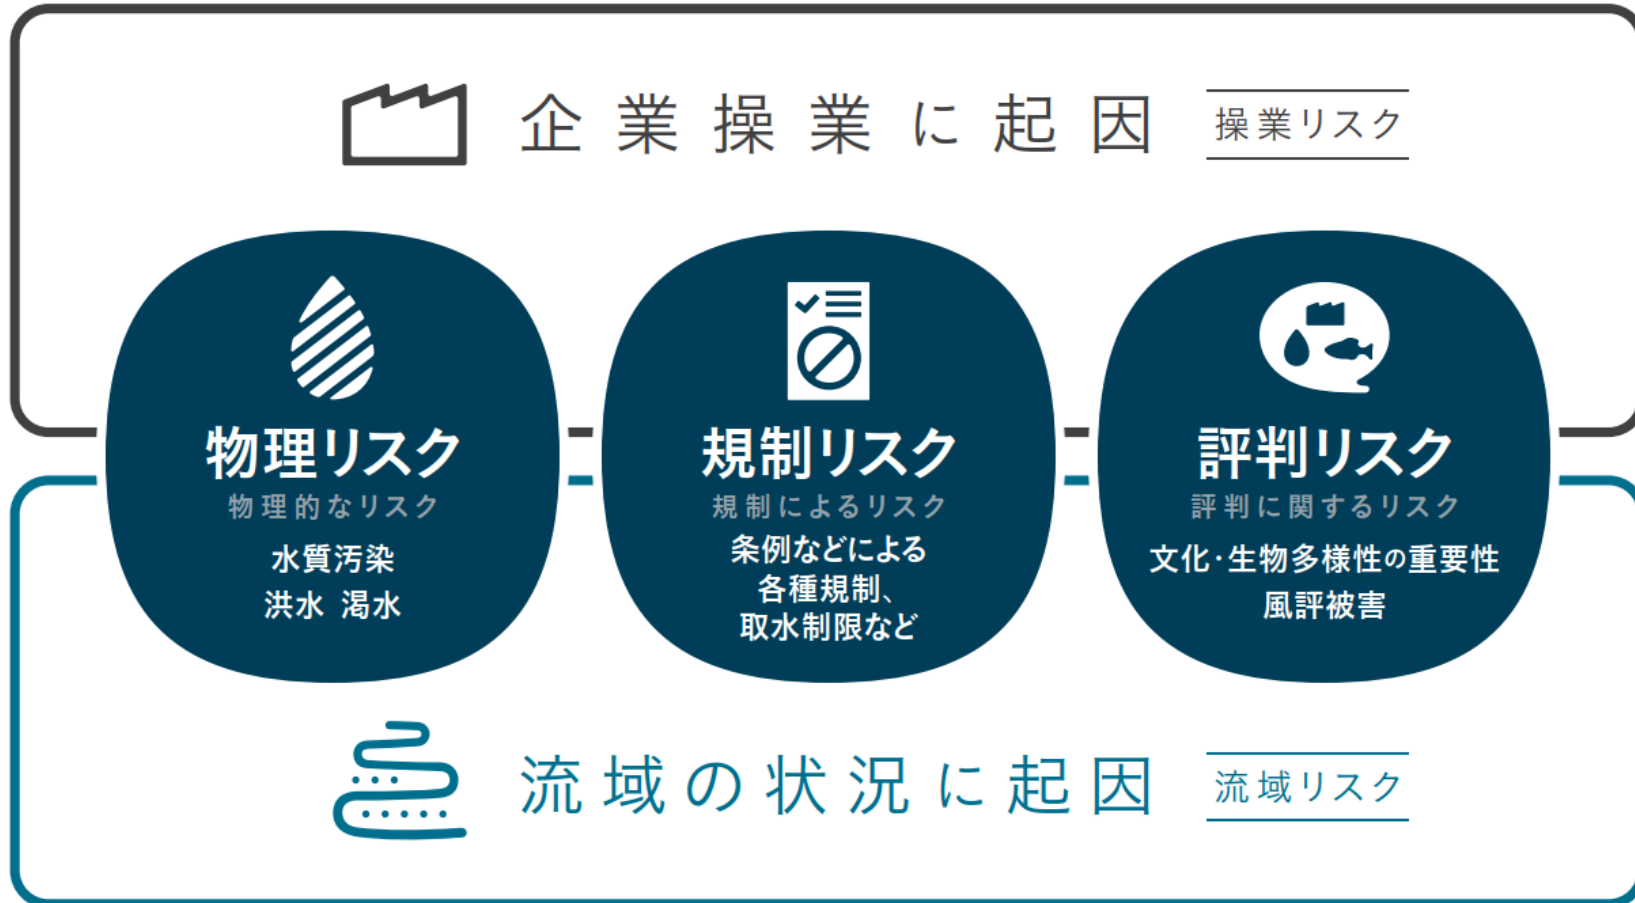 企業操業に起因 操業リスク
物理リスク
物理的なリスク
水質汚染
洪水 渇水
規制リスク
規制によるリスク
条例などによる
各種規制、
取水制限など
評判リスク
評判に関するリスク
文化・生物多様性の重要性
風評被害
流域の状況に起因 流域リスク